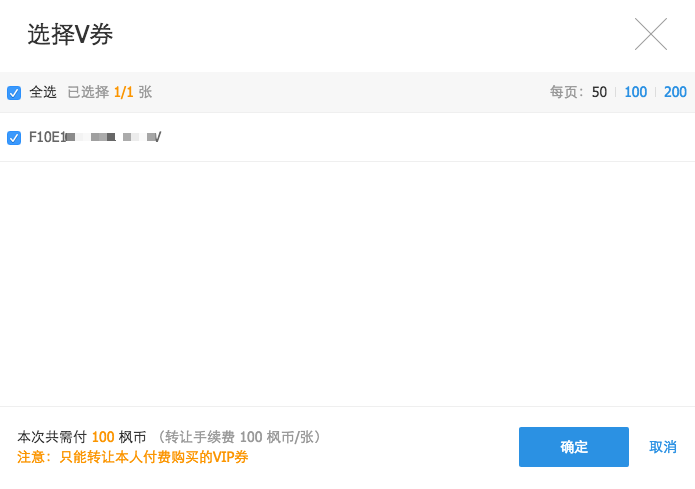 选择V券
全选 已选择 1/1 张 每页: 50 100 200
F10E1 V
本次共需付 100 枫币 （转让手续费 100 枫币/张）
注意：只能转让本人付费购买的VIP券
确定 取消